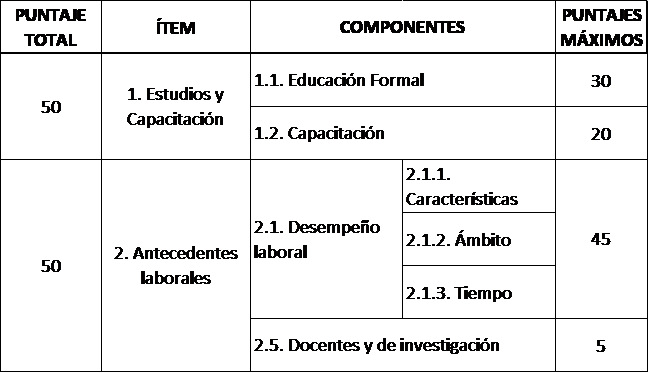 PUNTAJE TOTAL
ÍTEM
COMPONENTES
PUNTAJES MÁXIMOS
50
1. Estudios y
Capacitación
1.1. Educación Formal
30
1.2. Capacitación
20
50
2. Antecedentes
laborales
2.1. Desempeño
laboral
2.1.1.
Características
2.1.2. Ámbito
2.1.3. Tiempo
45
2.5. Docentes y de investigación
5